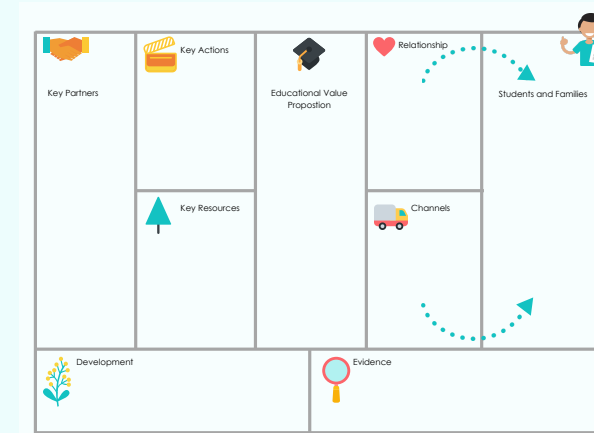 Key Partners
Key Actions
Educational Value
Propostion
Relationship
Students and Families
Key Resources
Channels
Development
Evidence